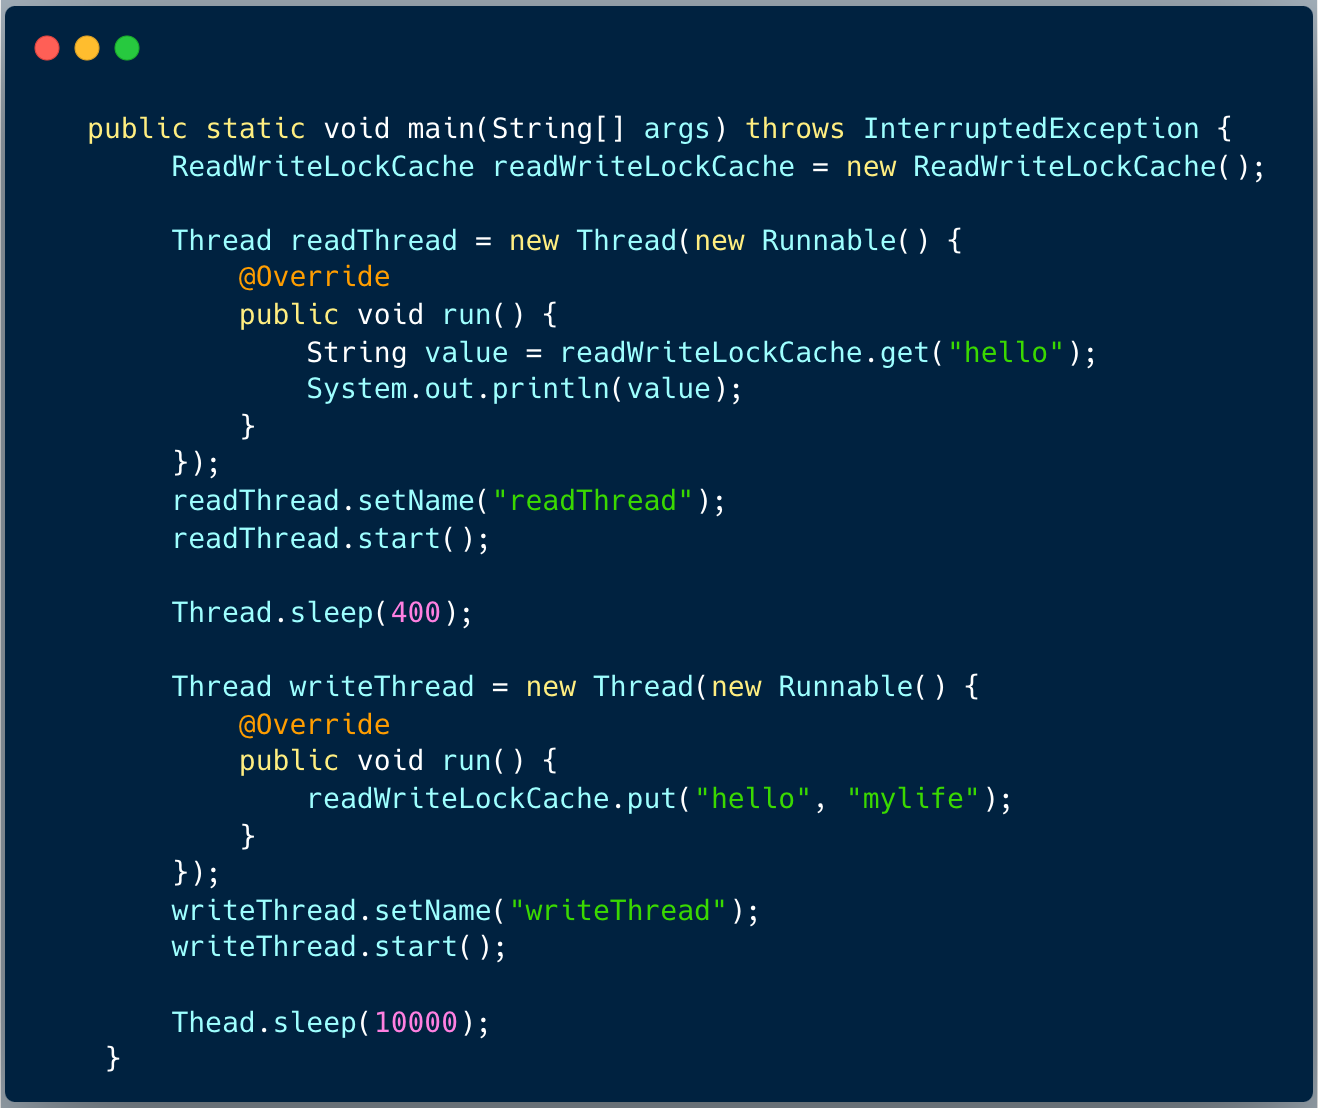 public static void main(String[] args) throws InterruptedException {
ReadWriteLockCache readWriteLockCache = new ReadWriteLockCache();
Thread readThread = new Thread(new Runnable() {
@Override
public void run() {
String value = readWriteLockCache.get("hello");
System.out.println(value);
}
});
readThread.setName("readThread");
readThread.start();
Thread.sleep(400);
Thread writeThread = new Thread(new Runnable() {
@Override
public void run() {
readWriteLockCache.put("hello", "mylife");
}
});
writeThread.setName("writeThread");
writeThread.start();
Thead.sleep(10000);
}